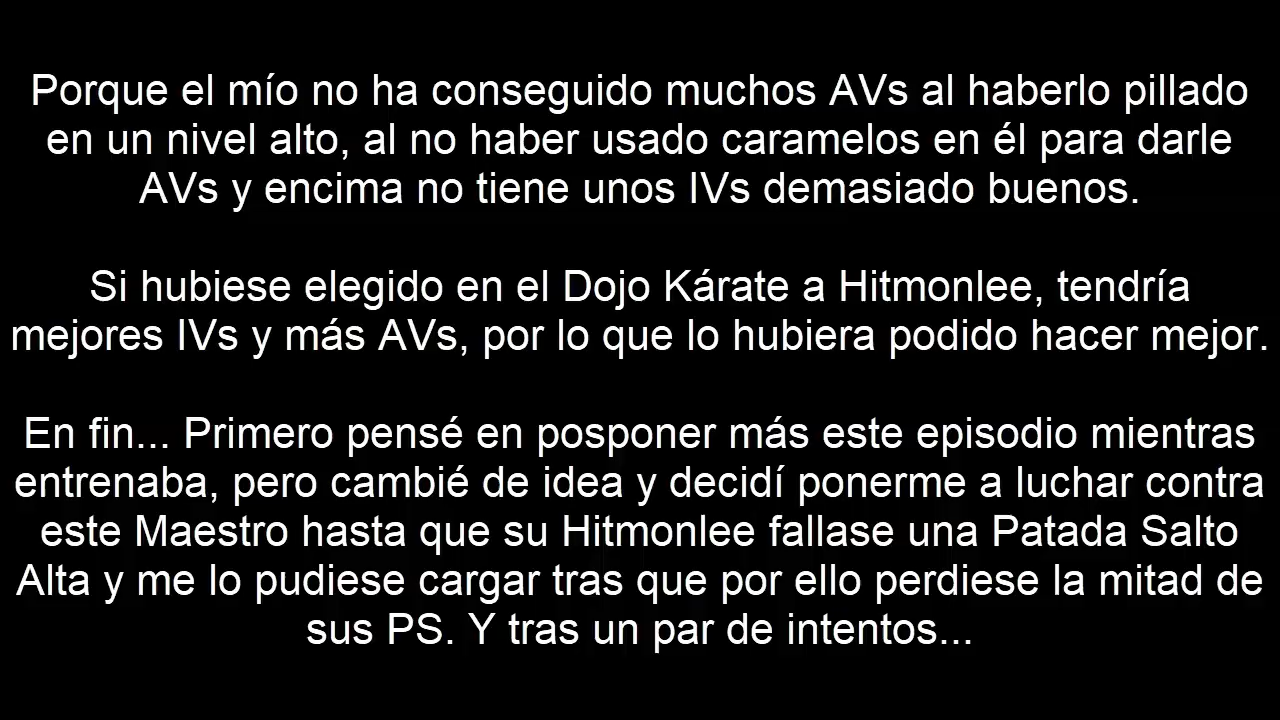 Porque el mío no ha conseguido muchos AVs al haberlo pillado
en un nivel alto, al no haber usado caramelos en él para darle
AVs y encima no tiene unos IVs demasiado buenos.
Si hubiese elegido en el Dojo Kárate a Hitmonlee, tendría
mejores IVs y más AVs, por lo que lo hubiera podido hacer mejor.
En fin... Primero pensé en posponer más este episodio mientras
entrenaba, pero cambié de idea y decidí ponerme a luchar contra
este Maestro hasta que su Hitmonlee fallase una Patada Salto
Alta y me lo pudiese cargar tras que por ello perdiese la mitad de
sus PS. Y tras un par de intentos...